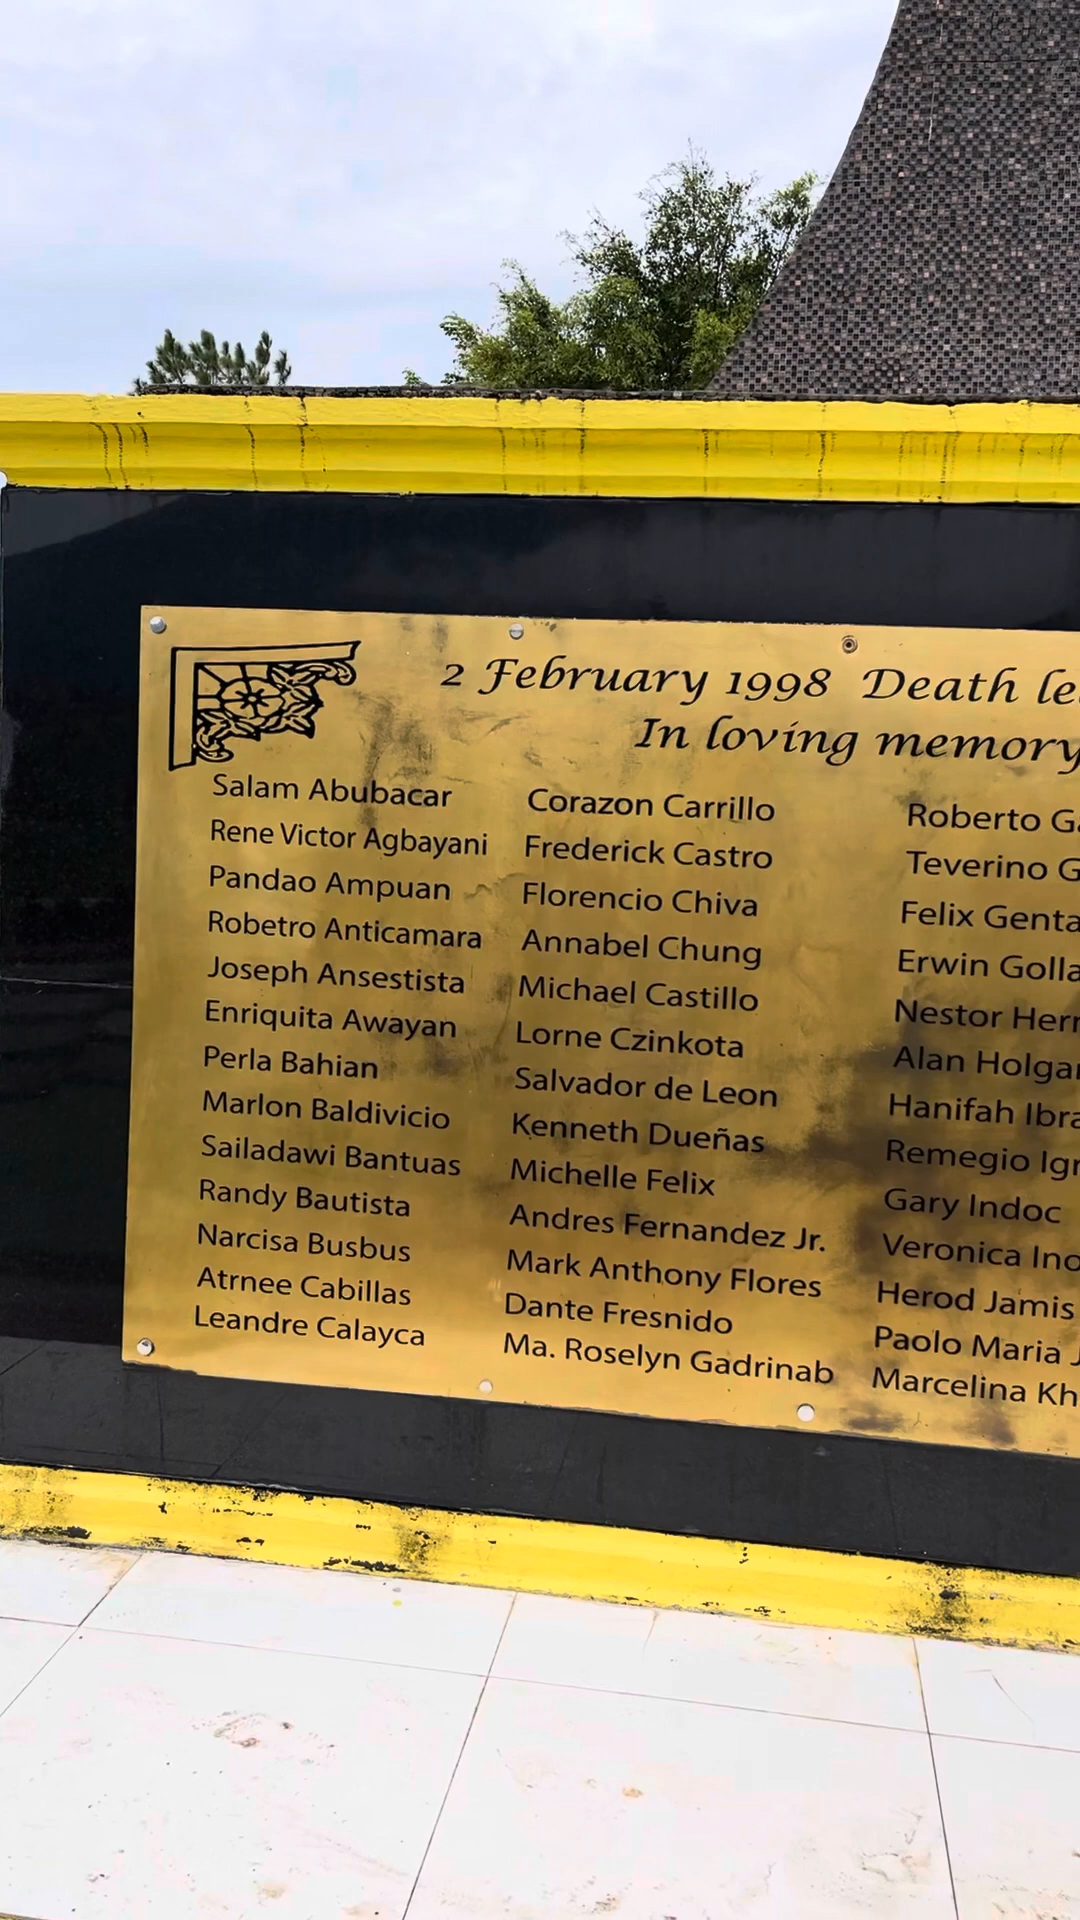 2 February 1998 Death
In loving memory
Salam Abubacar
Rene Victor Agbayani
Pandao Ampuan
Robetro Anticamara
Joseph Ansestista
Enriquita Awayan
Perla Bahian
Marlon Baldivicio
Sailadawi Bantuas
Randy Bautista
Narcisa Busbus
Atrnee Cabillas
Leandre Calayca
Corazon Carrillo
Frederick Castro
Florencio Chiva
Annabel Chung
Michael Castillo
Lorne Czinkota
Salvador de Leon
Kenneth Dueñas
Michelle Felix
Andres Fernandez Jr.
Mark Anthony Flores
Dante Fresnido
Ma. Roselyn Gadrinab
Roberto
Teverino
Felix
Erwin
Nestor
Alan
Hanifah
Remegio
Gary Indoc
Veronica
Herod Jamis
Paolo Maria
Marcelina